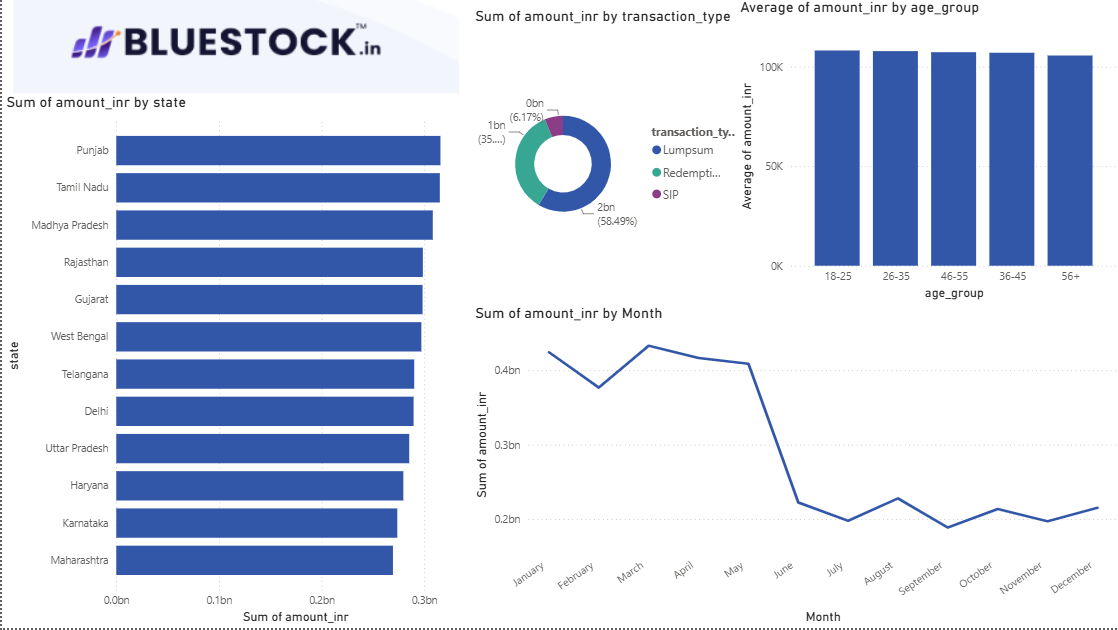 BLUESTOCK.in
TM
Sum of amount_inr by state
Punjab
Tamil Nadu
Madhya Pradesh
Rajasthan
Gujarat
West Bengal
Telangana
Delhi
Uttar Pradesh
Haryana
Karnataka
Maharashtra
state
0.0bn 0.1bn 0.2bn 0.3bn
Sum of amount_inr
Sum of amount_inr by transaction_type
0bn
(6.17%)
1bn
(35....)
2bn
(58.49%)
transaction_ty..
Lumpsum
Redempti...
SIP
Average of amount_inr by age_group
100K
50K
0K
Average of amount_inr
18-25 26-35 46-55 36-45 56+
age_group
Sum of amount_inr by Month
0.4bn
0.3bn
0.2bn
Sum of amount_inr
January February March April May June July August September October November December
Month